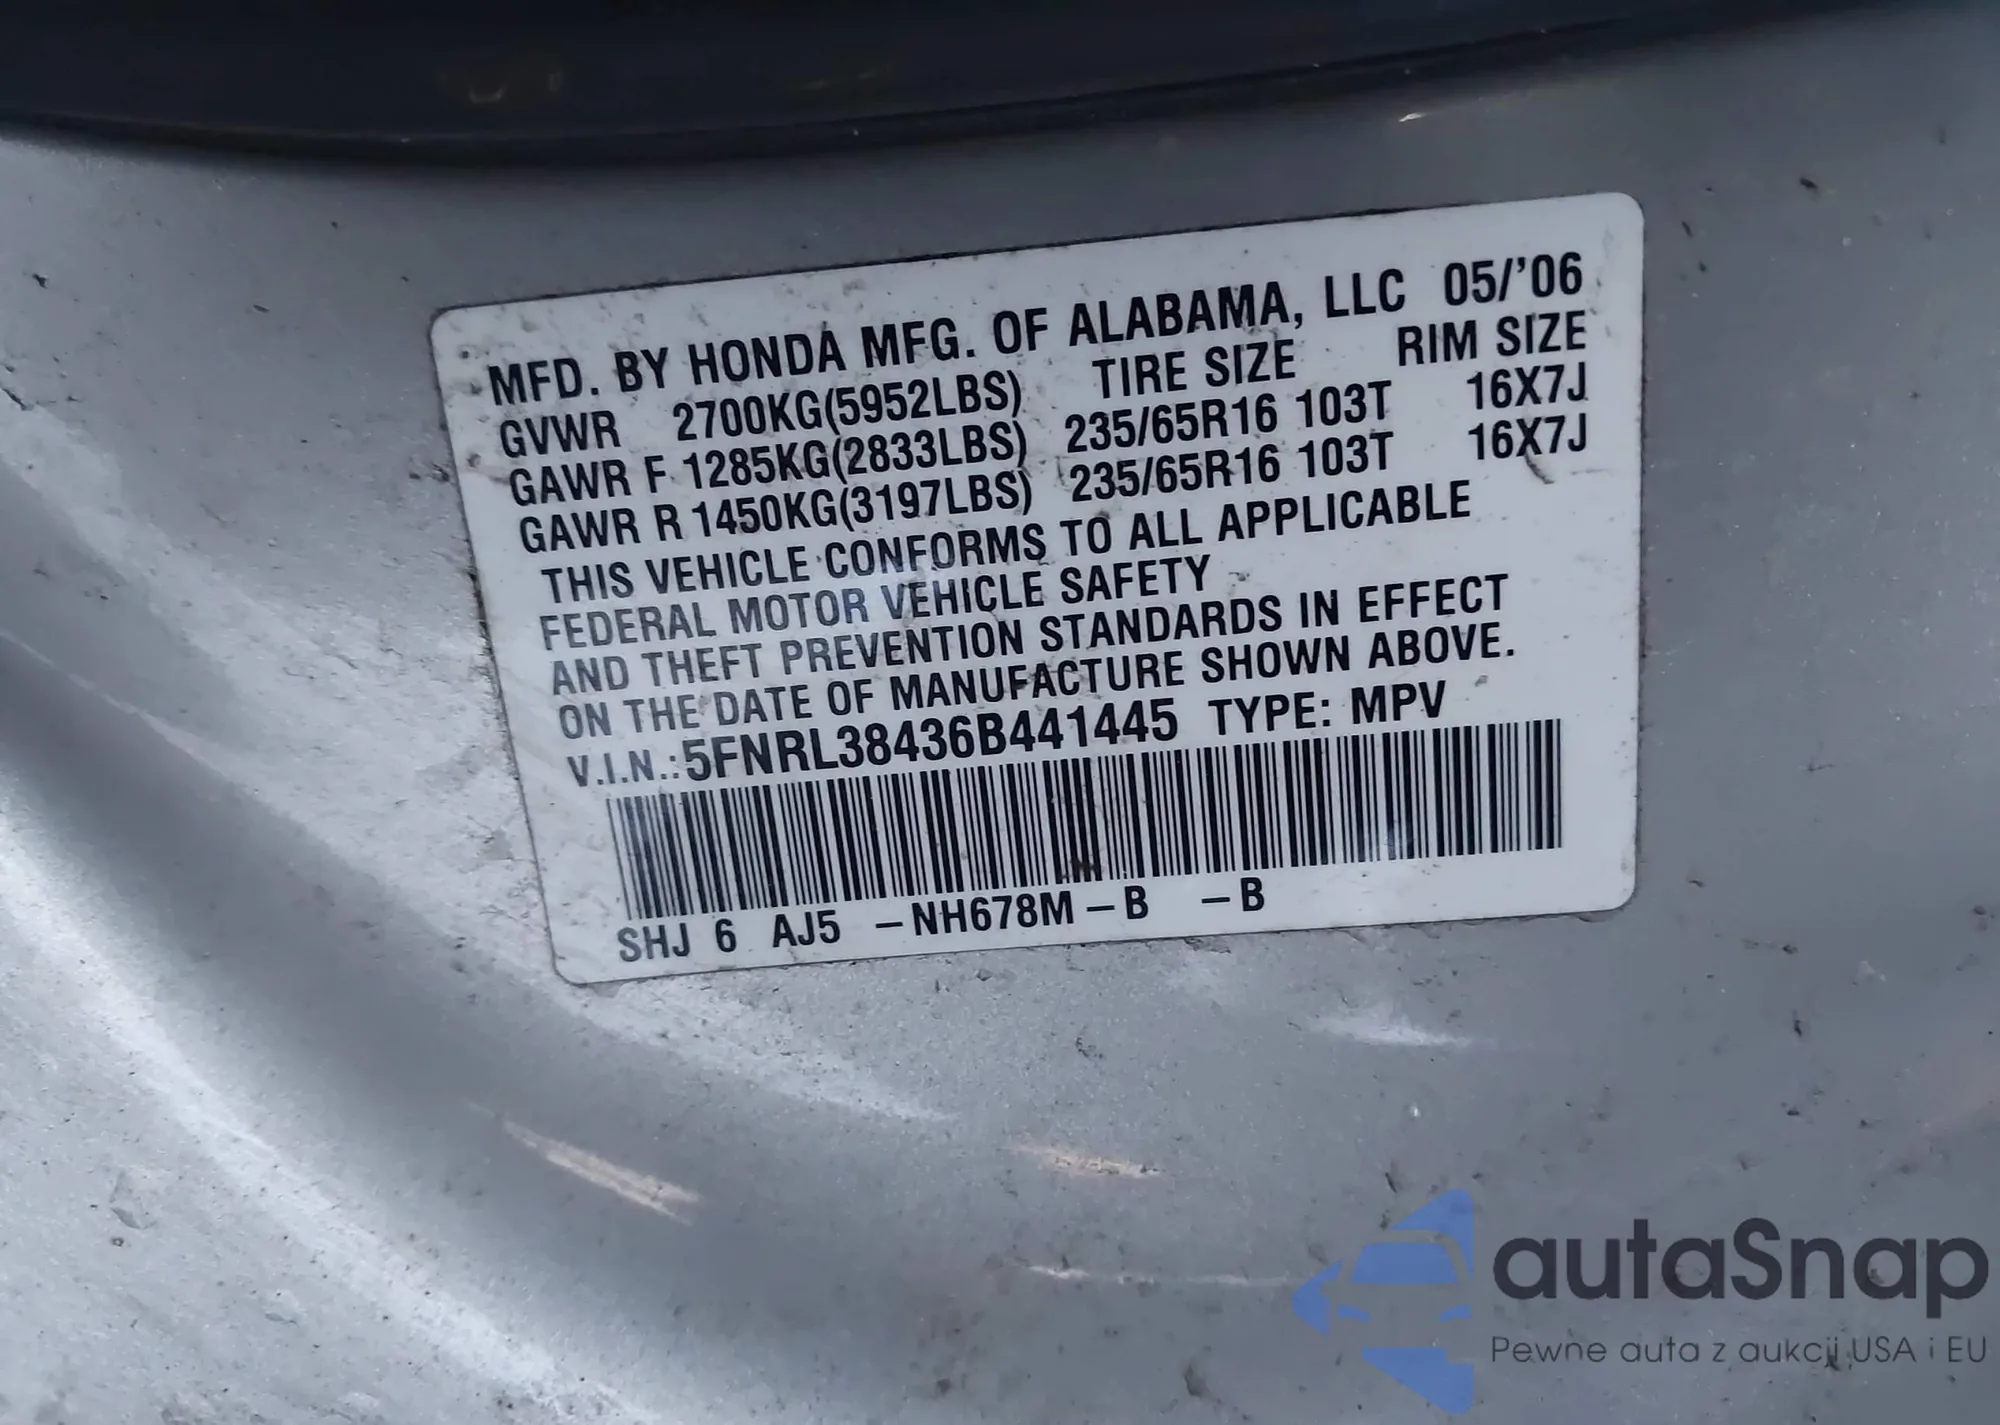 MFD. BY HONDA MFG. OF ALABAMA, LLC 05/'06
GVWR 2700KG(5952LBS) TIRE SIZE RIM SIZE
GAWR F 1285KG(2833LBS) 235/65R16 103T 16X7J
GAWR R 1450KG(3197LBS) 235/65R16 103T 16X7J
THIS VEHICLE CONFORMS TO ALL APPLICABLE
FEDERAL MOTOR VEHICLE SAFETY
AND THEFT PREVENTION STANDARDS IN EFFECT
ON THE DATE OF MANUFACTURE SHOWN ABOVE.
V.I.N.: 5FNRL38436B441445 TYPE: MPV
SHJ 6 AJ5 –NH678M–B –B
autaSnap
Pewne auta z aukcji USA i EU